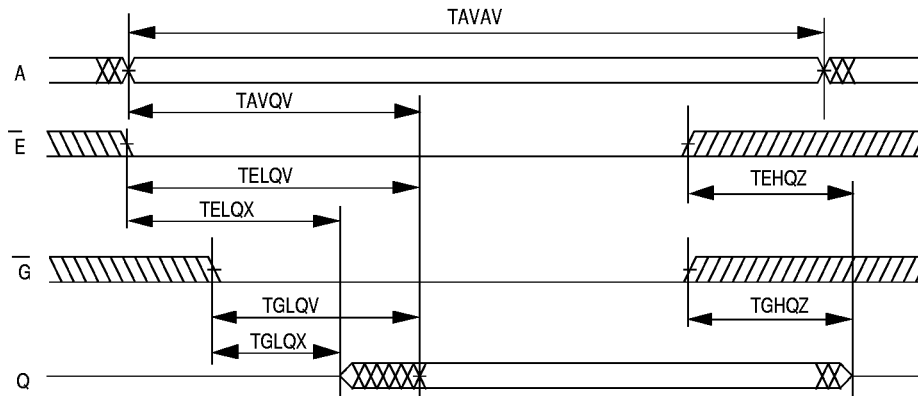 TAVAV
A
TAVQV
E̅
TELQV
TEHQZ
TELQX
G̅
TGLQV
TGHQZ
TGLQX
Q